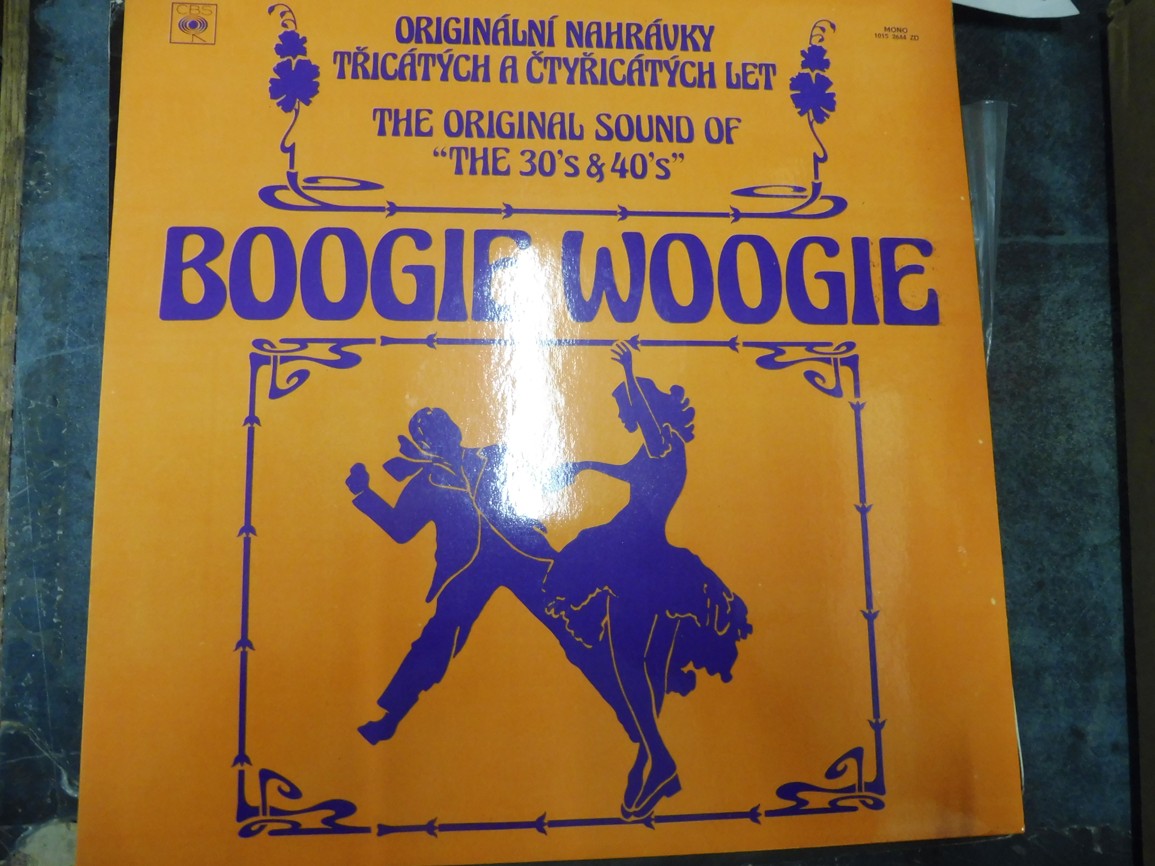 CBS
ORIGINÁLNÍ NAHRÁVKY
TŘICÁTÝCH A ČTYŘICÁTÝCH LET
MONO
THE ORIGINAL SOUND OF
“THE 30's & 40's”
BOOGIE WOOGIE